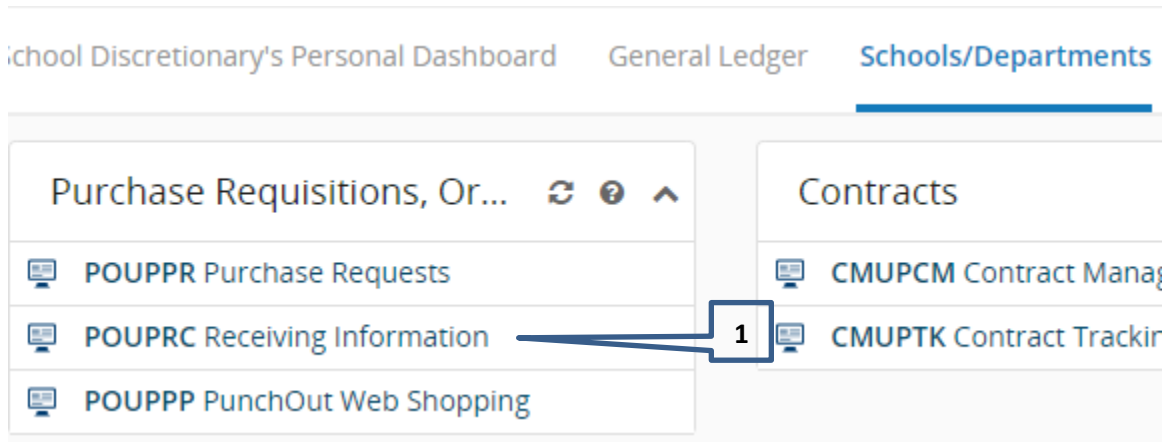 School Discretionary's Personal Dashboard General Ledger Schools/Departments
Purchase Requisitions, Or...
POUPPR Purchase Requests
POUPRC Receiving Information
POUPPP PunchOut Web Shopping
1
Contracts
CMUPCM Contract Manag
CMUPTK Contract Trackin